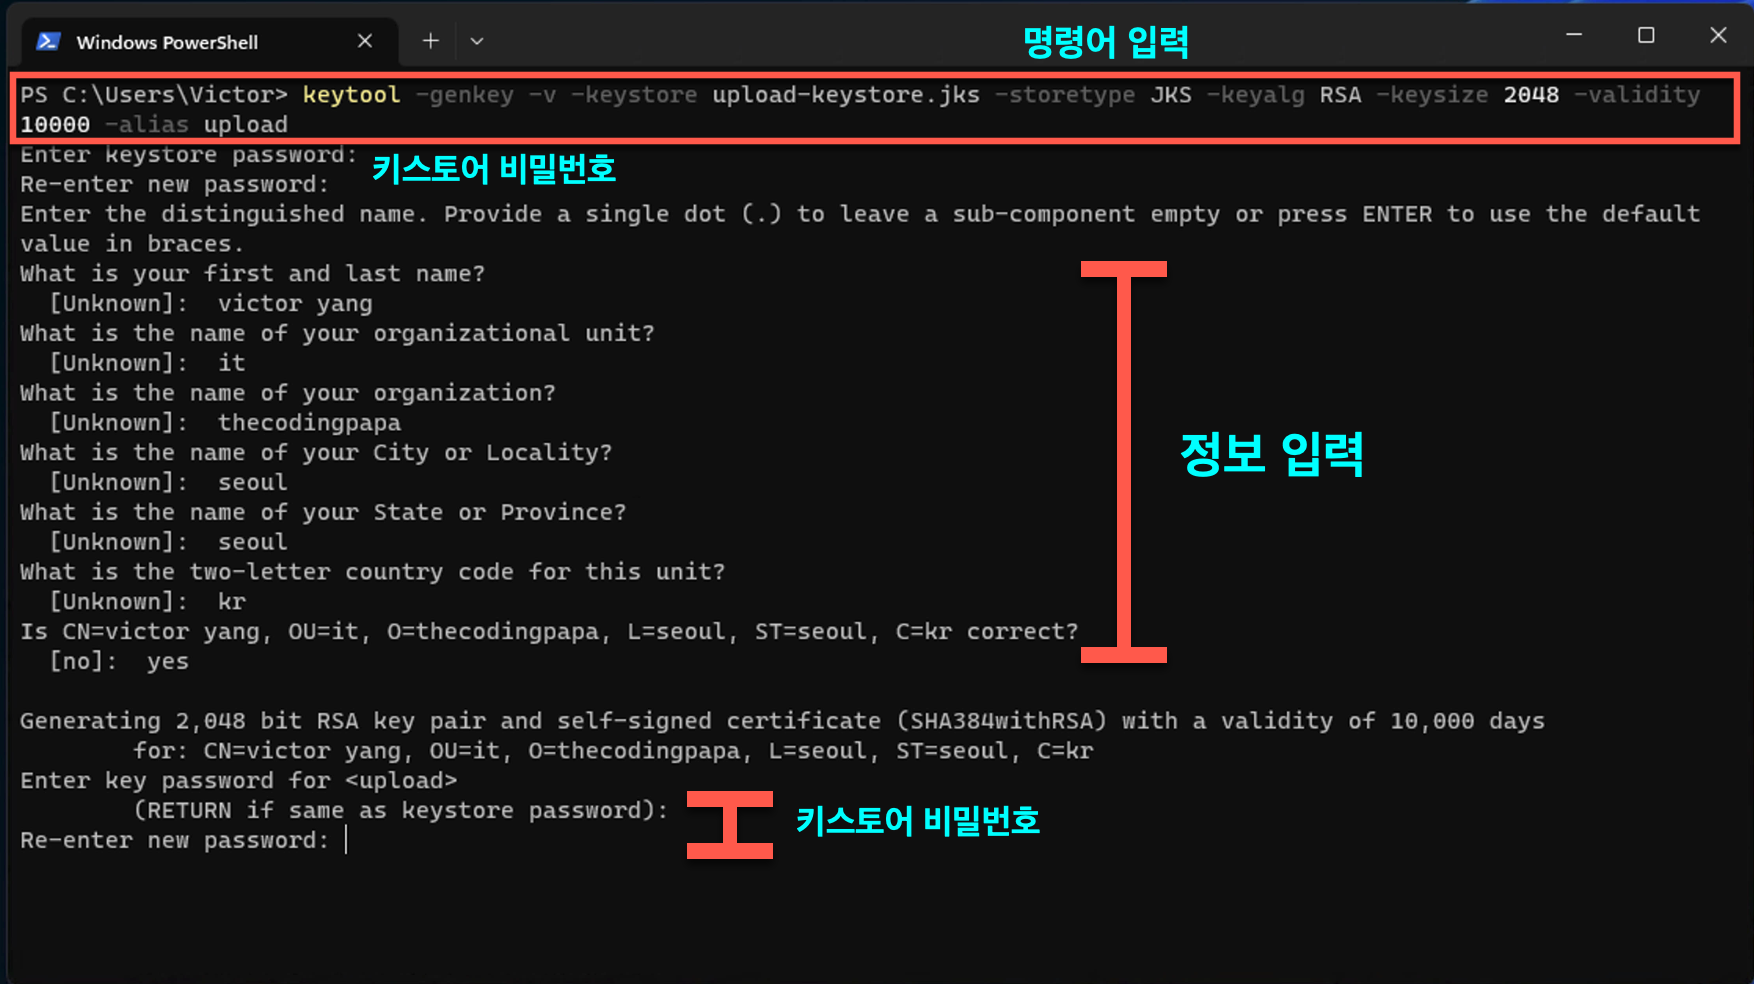 Windows PowerShell
명령어 입력
PS C:\Users\Victor> keytool -genkey -v -keystore upload-keystore.jks -storetype JKS -keyalg RSA -keysize 2048 -validity
10000 -alias upload
Enter keystore password:
키스토어 비밀번호
Re-enter new password:
Enter the distinguished name. Provide a single dot (.) to leave a sub-component empty or press ENTER to use the default
value in braces.
What is your first and last name?
[Unknown]:  victor yang
What is the name of your organizational unit?
[Unknown]:  it
What is the name of your organization?
[Unknown]:  thecodingpapa
What is the name of your City or Locality?
[Unknown]:  seoul
정보 입력
What is the name of your State or Province?
[Unknown]:  seoul
What is the two-letter country code for this unit?
[Unknown]:  kr
Is CN=victor yang, OU=it, O=thecodingpapa, L=seoul, ST=seoul, C=kr correct?
[no]:  yes
Generating 2,048 bit RSA key pair and self-signed certificate (SHA384withRSA) with a validity of 10,000 days
for: CN=victor yang, OU=it, O=thecodingpapa, L=seoul, ST=seoul, C=kr
Enter key password for <upload>
(RETURN if same as keystore password):
키스토어 비밀번호
Re-enter new password: